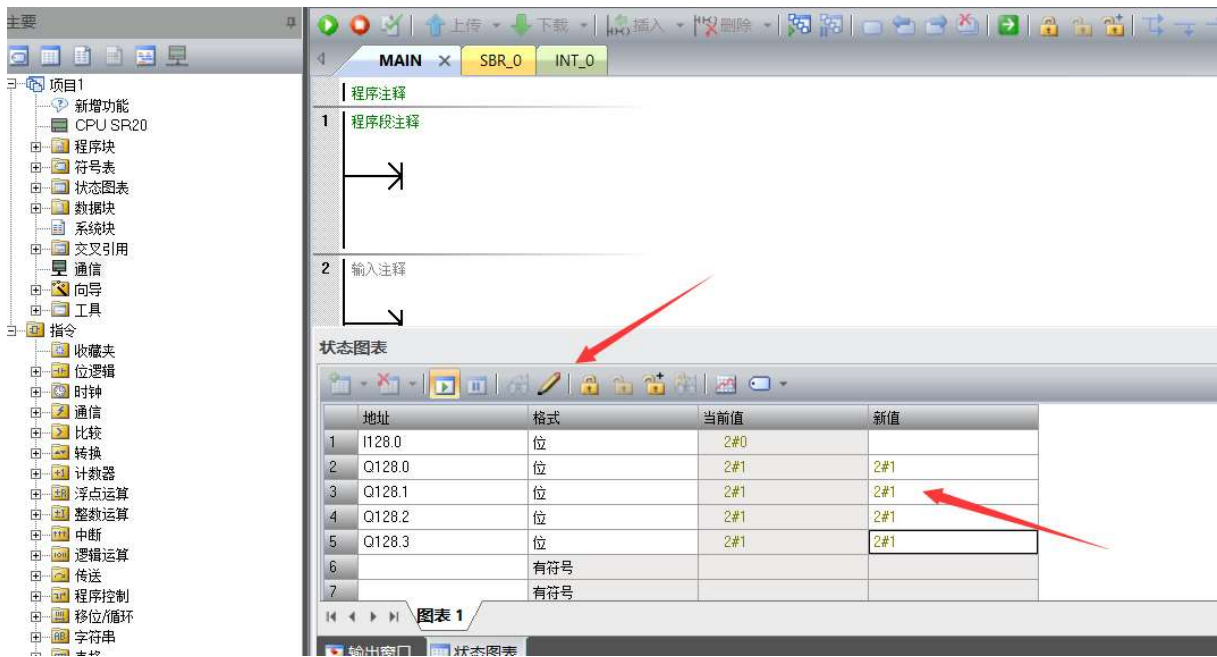 主要
上传 下载 插入 删除
MAIN SBR_0 INT_0
项目1
新增功能
CPU SR20
程序块
符号表
状态图表
数据块
系统块
交叉引用
通信
向导
工具
指令
收藏夹
位逻辑
时钟
通信
比较
转换
计数器
浮点运算
整数运算
中断
逻辑运算
传送
程序控制
移位/循环
字符串
程序注释
1 程序段注释
2 输入注释
状态图表
地址 格式 当前值 新值
1 I128.0 位 2#0
2 Q128.0 位 2#1 2#1
3 Q128.1 位 2#1 2#1
4 Q128.2 位 2#1 2#1
5 Q128.3 位 2#1 2#1
6 有符号
7 有符号
图表 1
输出窗口 状态图表